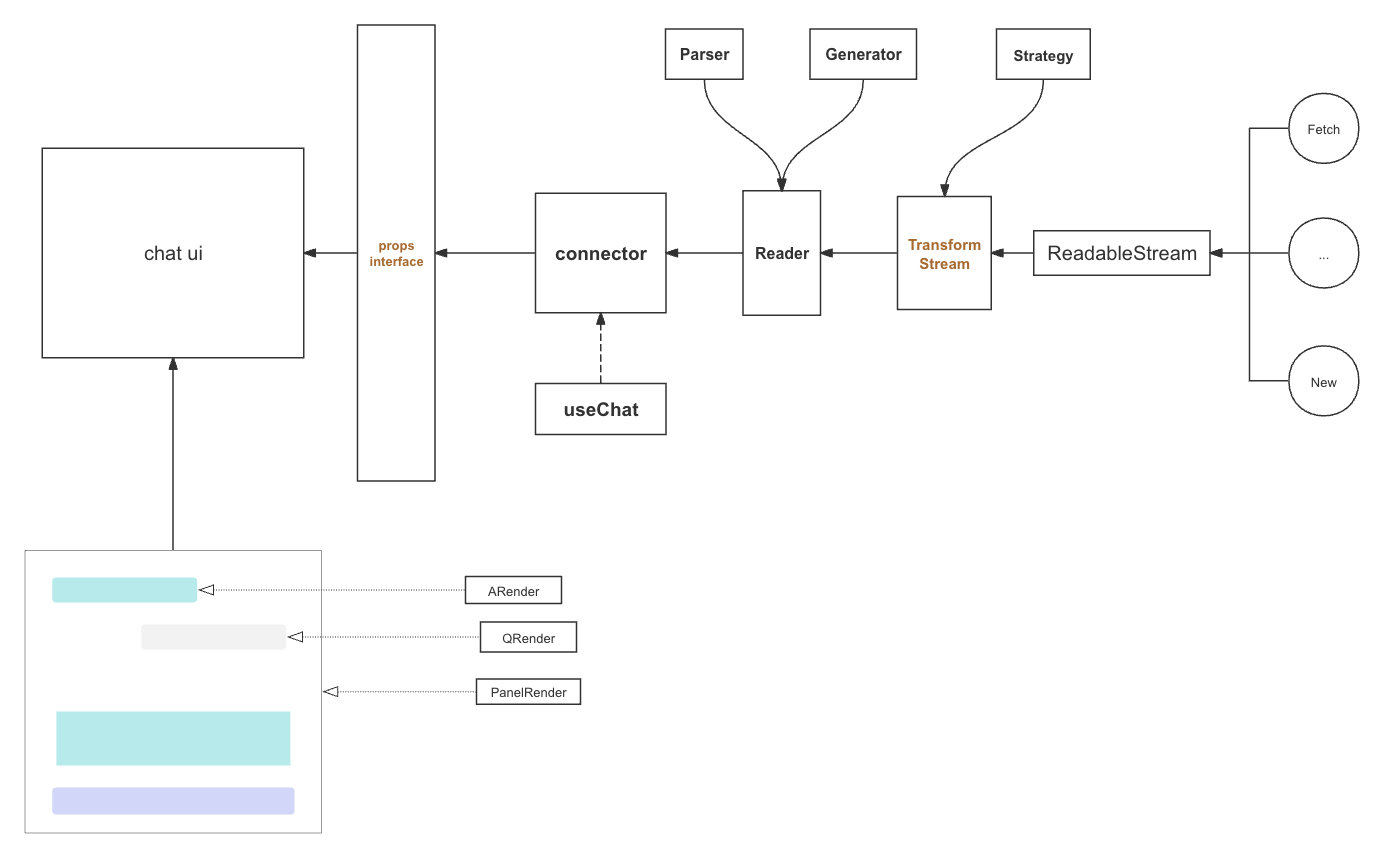 Parser
Generator
Strategy
Fetch
chat ui
props
interface
connector
Reader
Transform
Stream
ReadableStream
...
New
useChat
ARender
QRender
PanelRender